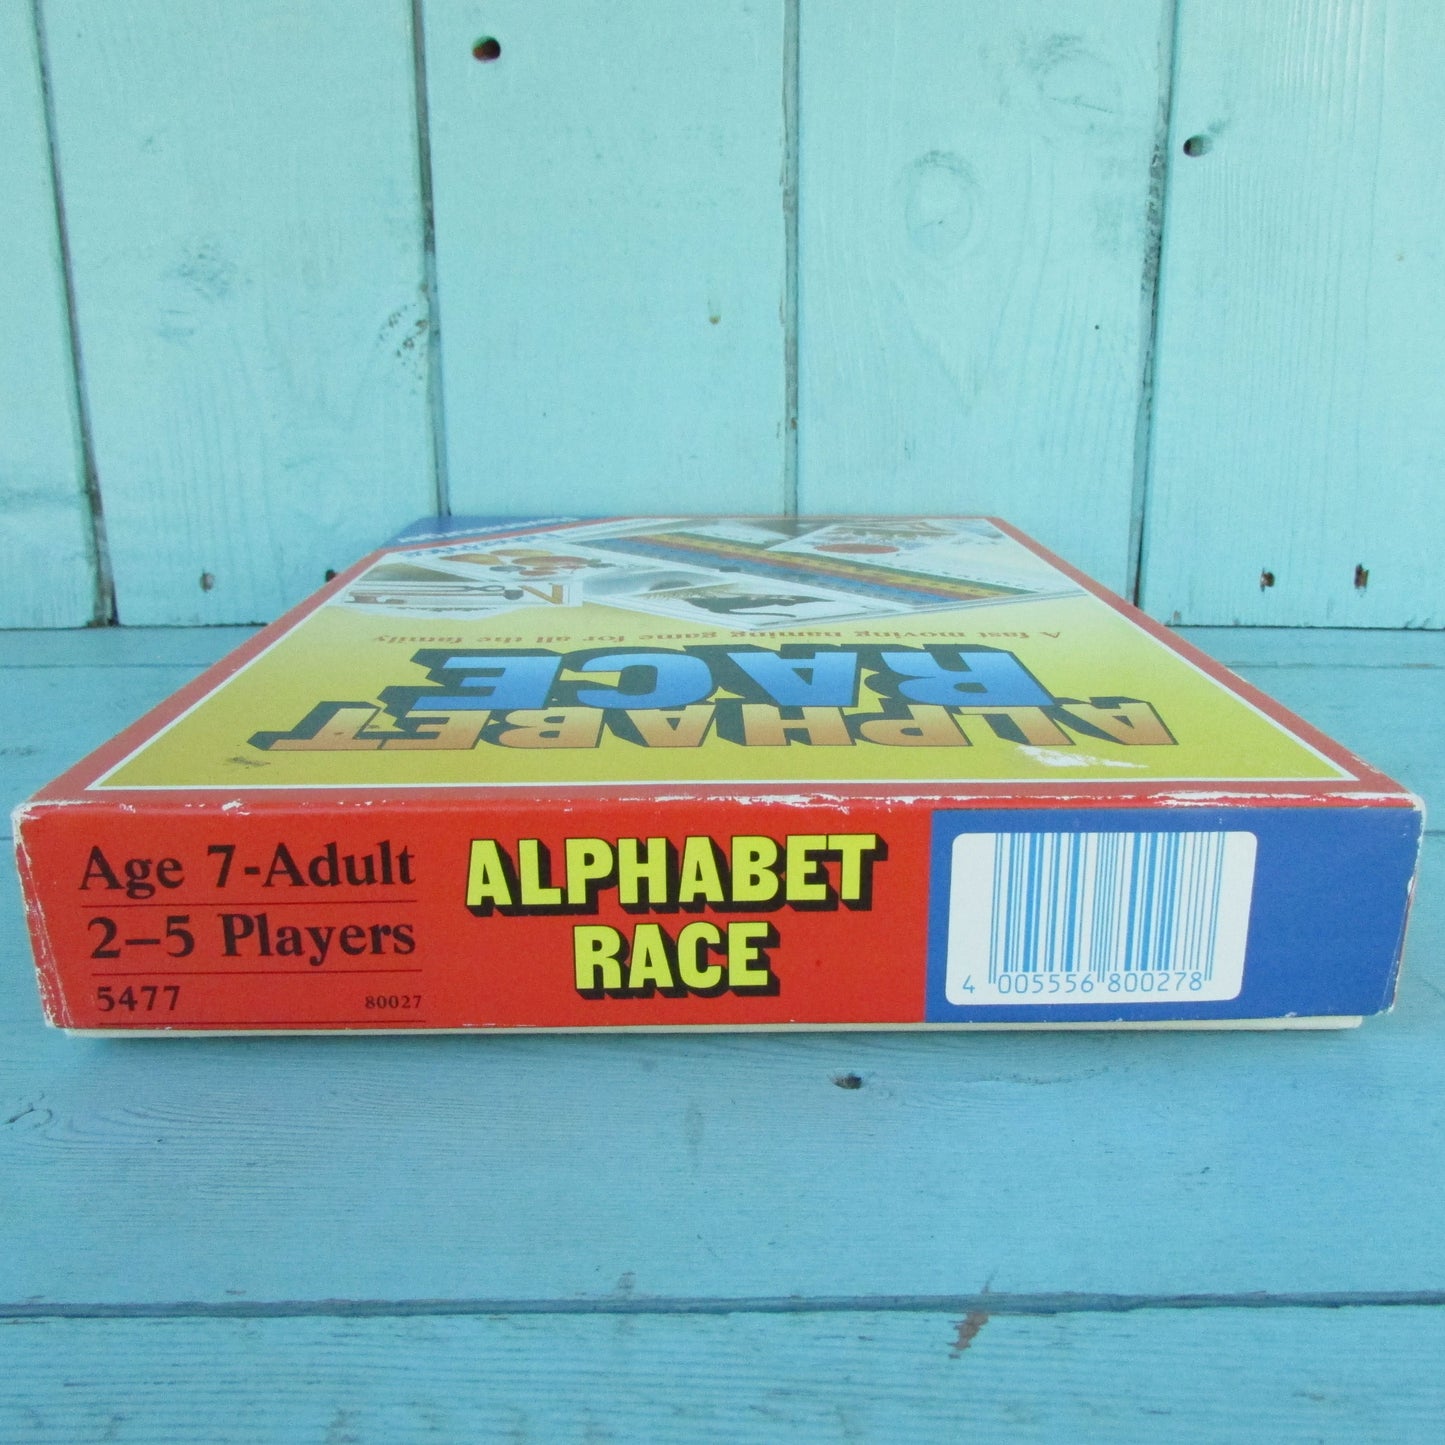 A fast moving naming game for all the family
ALPHABET
RACE
Age 7-Adult
2–5 Players
5477 80027
ALPHABET
RACE
4 005556 800278